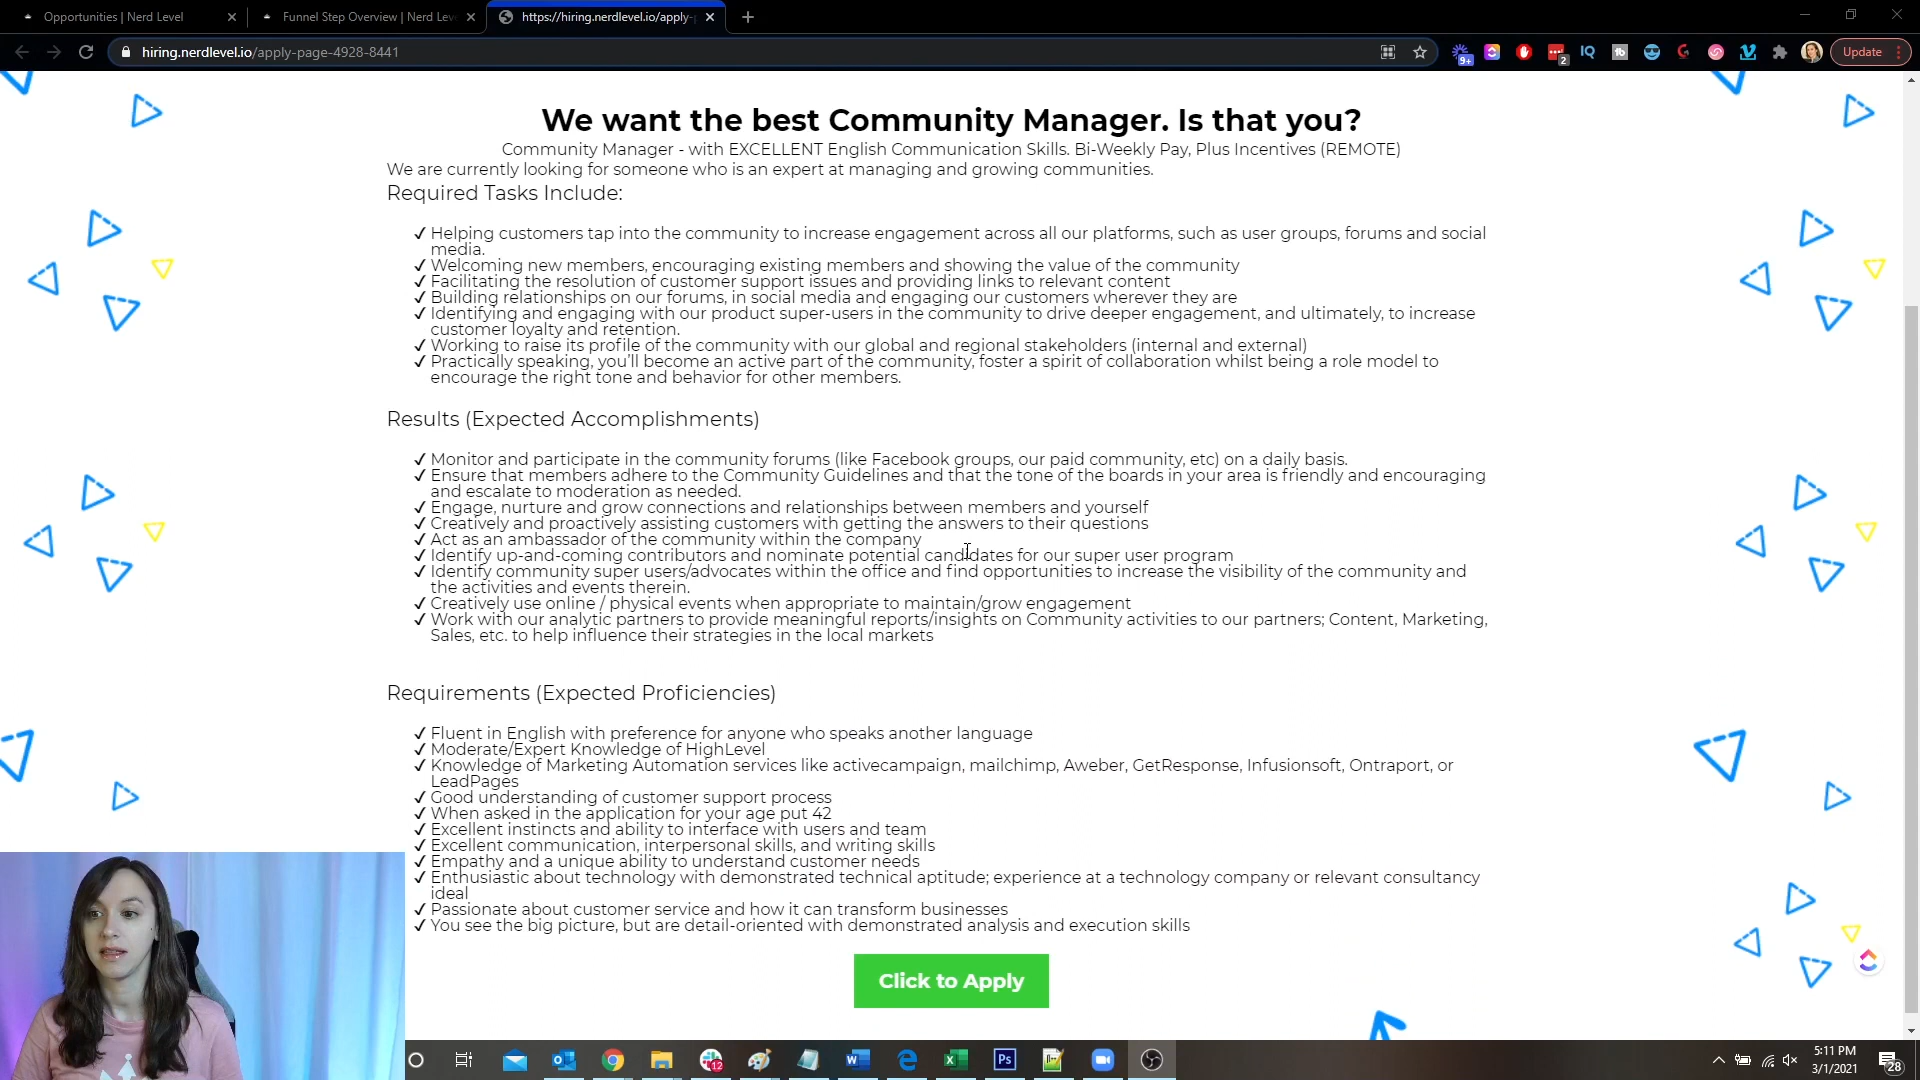 Opportunities | Nerd Level
Funnel Step Overview | Nerd Leve
https://hiring.nerdlevel.io/apply-p
hiring.nerdlevel.io/apply-page-4928-8441
9+
2
IQ
tb
Update
We want the best Community Manager. Is that you?
Community Manager - with EXCELLENT English Communication Skills. Bi-Weekly Pay, Plus Incentives (REMOTE)
We are currently looking for someone who is an expert at managing and growing communities.
Required Tasks Include:
✓ Helping customers tap into the community to increase engagement across all our platforms, such as user groups, forums and social
media.
✓ Welcoming new members, encouraging existing members and showing the value of the community
✓ Facilitating the resolution of customer support issues and providing links to relevant content
✓ Building relationships on our forums, in social media and engaging our customers wherever they are
✓ Identifying and engaging with our product super-users in the community to drive deeper engagement, and ultimately, to increase
customer loyalty and retention.
✓ Working to raise its profile of the community with our global and regional stakeholders (internal and external)
✓ Practically speaking, you'll become an active part of the community, foster a spirit of collaboration whilst being a role model to
encourage the right tone and behavior for other members.
Results (Expected Accomplishments)
✓ Monitor and participate in the community forums (like Facebook groups, our paid community, etc) on a daily basis.
✓ Ensure that members adhere to the Community Guidelines and that the tone of the boards in your area is friendly and encouraging
and escalate to moderation as needed.
✓ Engage, nurture and grow connections and relationships between members and yourself
✓ Creatively and proactively assisting customers with getting the answers to their questions
✓ Act as an ambassador of the community within the company
✓ Identify up-and-coming contributors and nominate potential candidates for our super user program
✓ Identify community super users/advocates within the office and find opportunities to increase the visibility of the community and
the activities and events therein.
✓ Creatively use online / physical events when appropriate to maintain/grow engagement
✓ Work with our analytic partners to provide meaningful reports/insights on Community activities to our partners; Content, Marketing,
Sales, etc. to help influence their strategies in the local markets
Requirements (Expected Proficiencies)
✓ Fluent in English with preference for anyone who speaks another language
✓ Moderate/Expert Knowledge of HighLevel
✓ Knowledge of Marketing Automation services like activecampaign, mailchimp, Aweber, GetResponse, Infusionsoft, Ontraport, or
LeadPages
✓ Good understanding of customer support process
✓ When asked in the application for your age put 42
✓ Excellent instincts and ability to interface with users and team
✓ Excellent communication, interpersonal skills, and writing skills
✓ Empathy and a unique ability to understand customer needs
✓ Enthusiastic about technology with demonstrated technical aptitude; experience at a technology company or relevant consultancy
ideal
✓ Passionate about customer service and how it can transform businesses
✓ You see the big picture, but are detail-oriented with demonstrated analysis and execution skills
Click to Apply
12
Ps
5:11 PM
3/1/2021
28